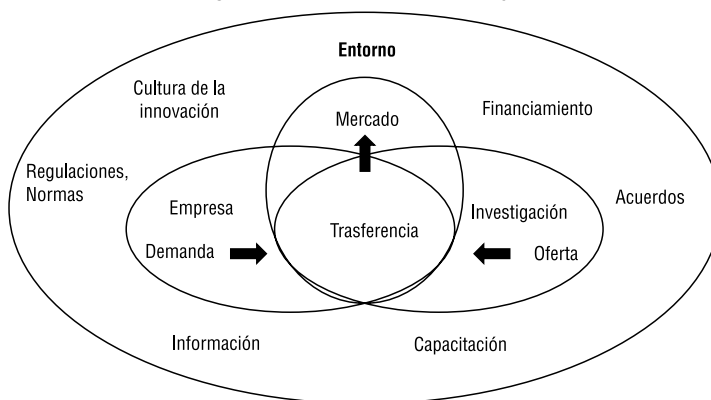 Entorno
Cultura de la
innovación
Mercado
Financiamiento
Regulaciones,
Normas
Empresa
Investigación
Acuerdos
Trasferencia
Demanda
Oferta
Información
Capacitación